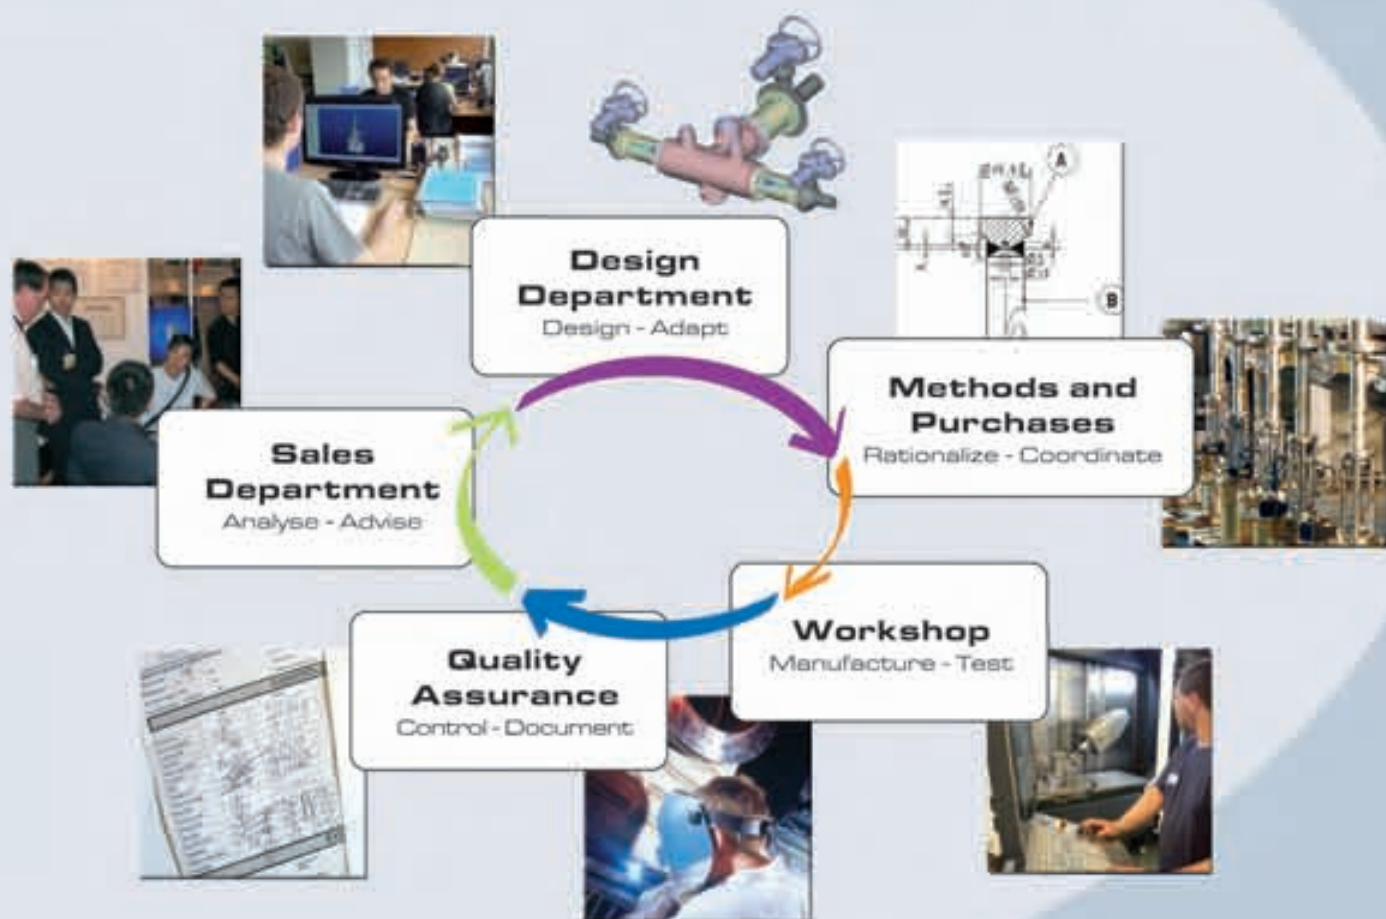 Design
Department
Design - Adapt
A
B
Methods and
Purchases
Rationalize - Coordinate
Sales
Department
Analyse - Advise
Workshop
Manufacture - Test
Quality
Assurance
Control - Document